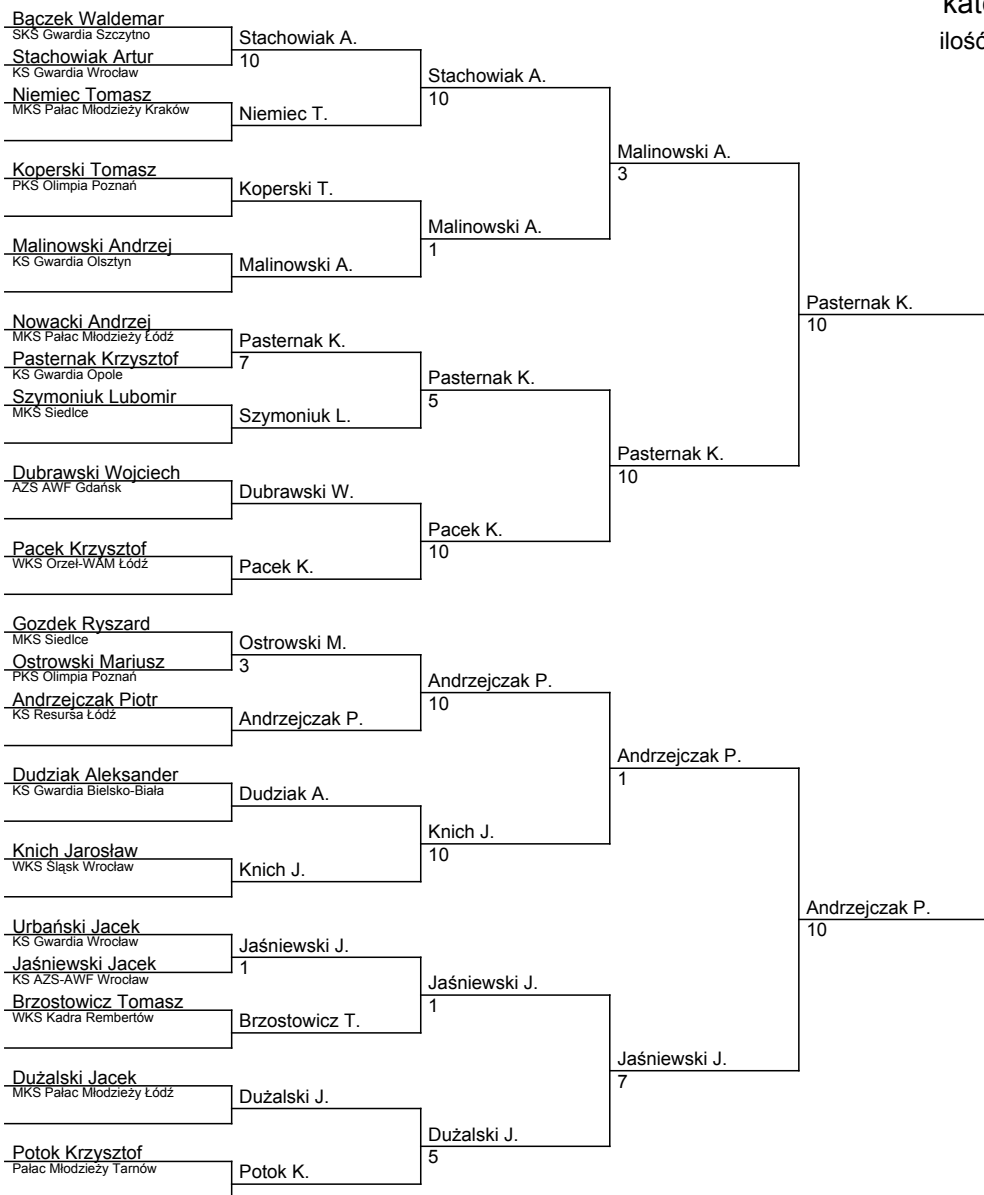 kat
ilość
Bączek Waldemar
SKS Gwardia Szczytno
Stachowiak Artur
KS Gwardia Wrocław
Niemiec Tomasz
MKS Pałac Młodzieży Kraków
Koperski Tomasz
PKS Olimpia Poznań
Malinowski Andrzej
KS Gwardia Olsztyn
Nowacki Andrzej
MKS Pałac Młodzieży Łódź
Pasternak Krzysztof
KS Gwardia Opole
Szymoniuk Lubomir
MKS Siedlce
Dubrawski Wojciech
AZS AWF Gdańsk
Pacek Krzysztof
WKS Orzeł-WAM Łódź
Gozdek Ryszard
MKS Siedlce
Ostrowski Mariusz
PKS Olimpia Poznań
Andrzejczak Piotr
KS Resursa Łódź
Dudziak Aleksander
KS Gwardia Bielsko-Biała
Knich Jarosław
WKS Śląsk Wrocław
Urbański Jacek
KS Gwardia Wrocław
Jaśniewski Jacek
KS AZS-AWF Wrocław
Brzostowicz Tomasz
WKS Kadra Rembertów
Dużalski Jacek
MKS Pałac Młodzieży Łódź
Potok Krzysztof
Pałac Młodzieży Tarnów
Stachowiak A.
10
Niemiec T.
Koperski T.
Malinowski A.
Pasternak K.
7
Szymoniuk L.
Dubrawski W.
Pacek K.
Ostrowski M.
3
Andrzejczak P.
Dudziak A.
Knich J.
Jaśniewski J.
1
Brzostowicz T.
Dużalski J.
Potok K.
Stachowiak A.
10
Malinowski A.
1
Pasternak K.
5
Pacek K.
10
Andrzejczak P.
10
Knich J.
10
Jaśniewski J.
1
Dużalski J.
5
Malinowski A.
3
Pasternak K.
10
Andrzejczak P.
1
Jaśniewski J.
7
Pasternak K.
10
Andrzejczak P.
10